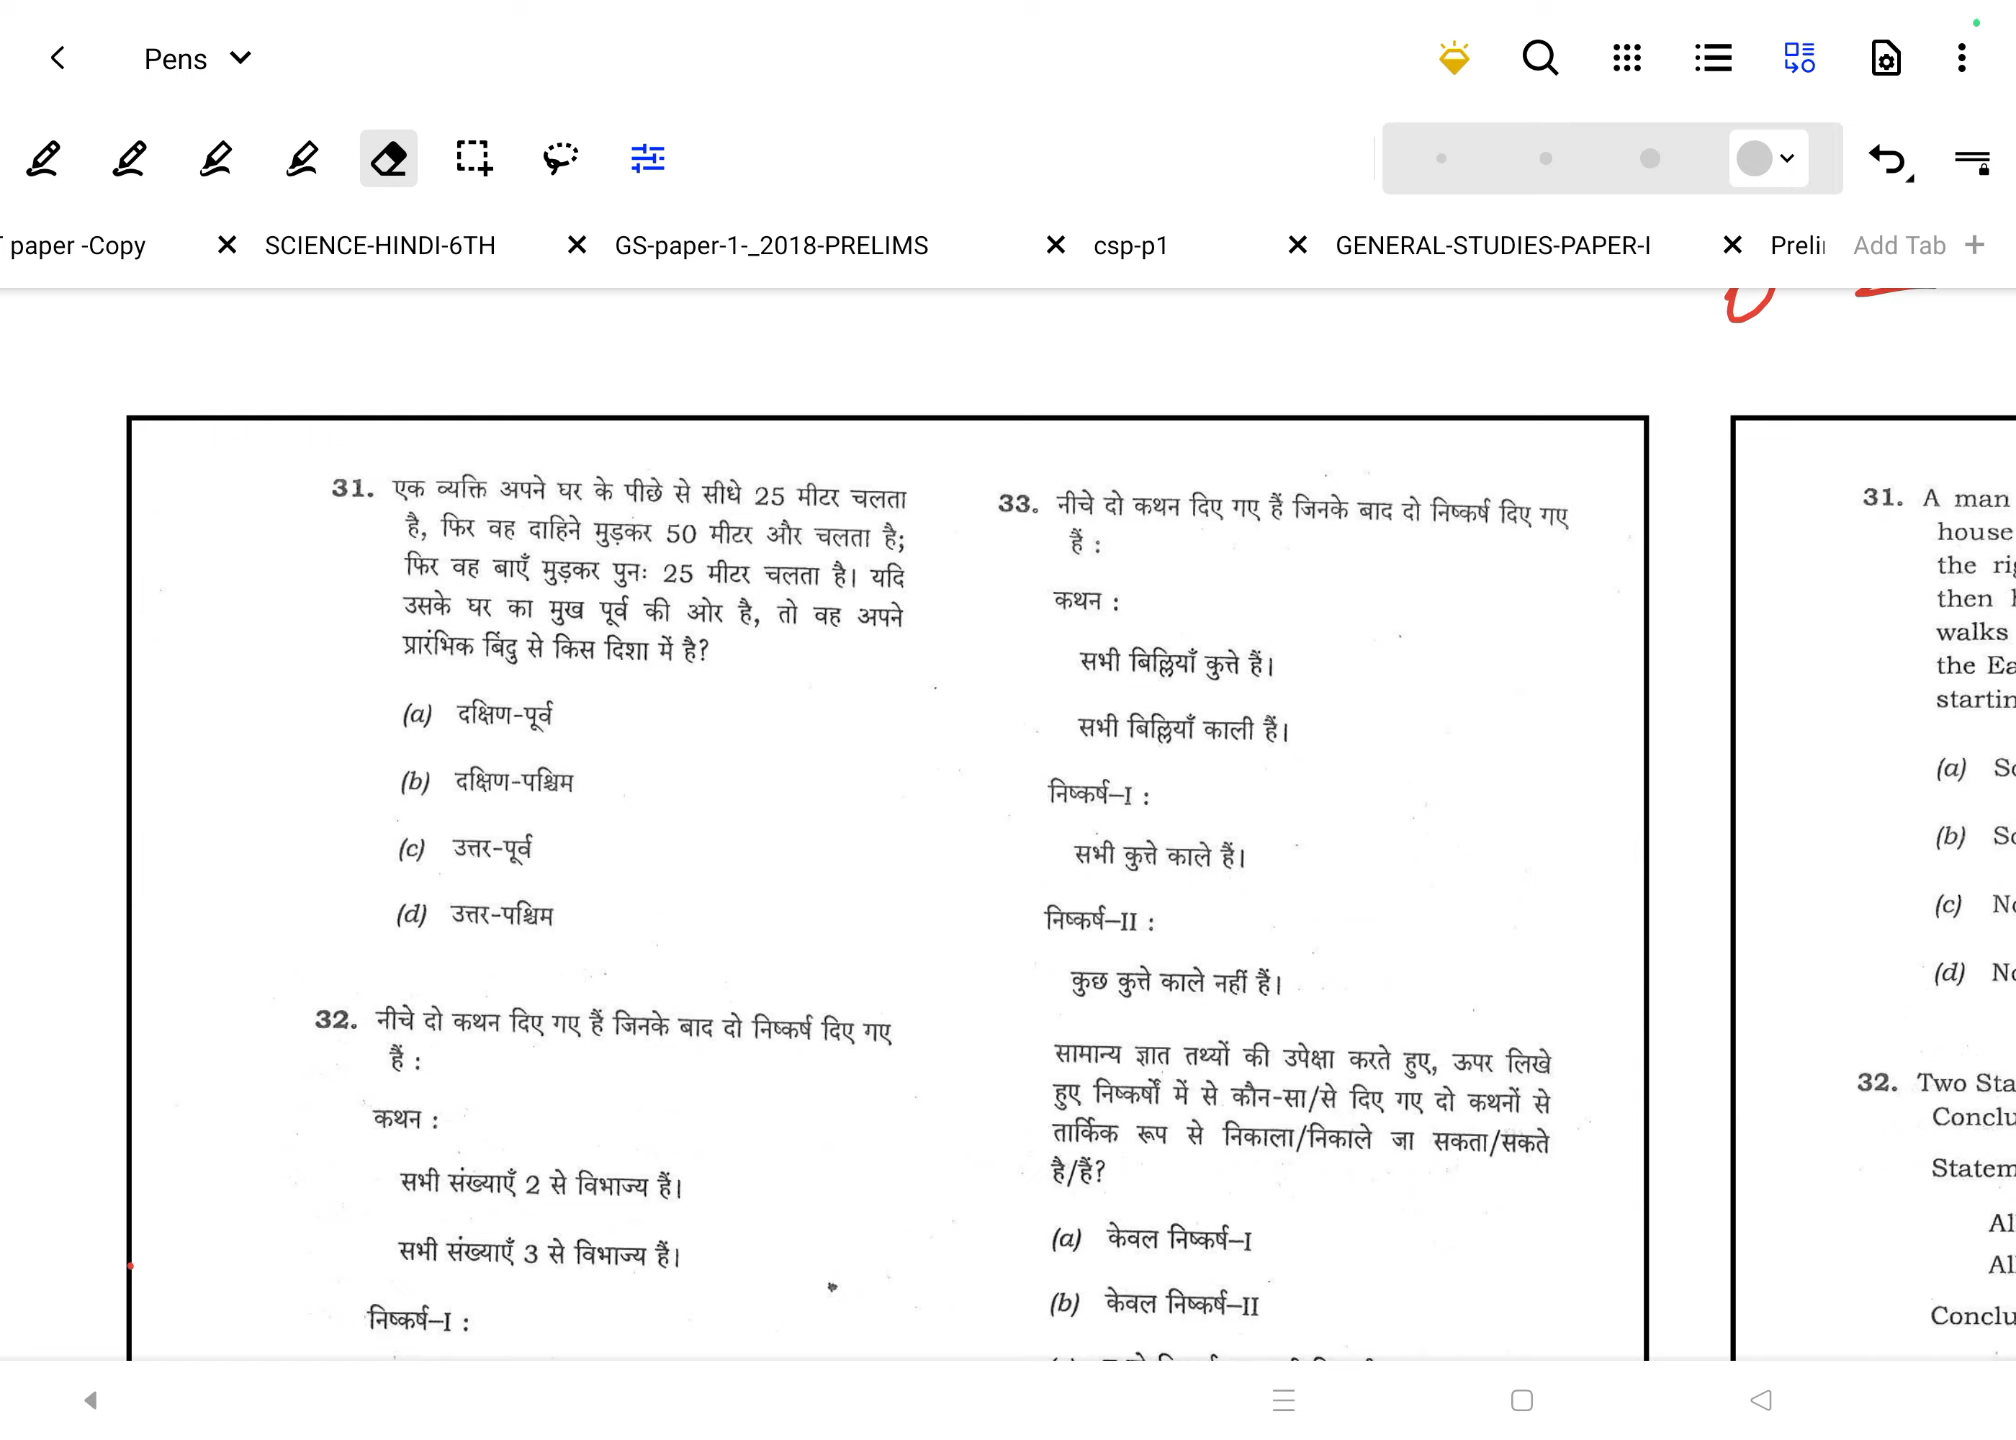 Pens
paper -Copy
SCIENCE-HINDI-6TH
GS-paper-1-_2018-PRELIMS
csp-p1
GENERAL-STUDIES-PAPER-I
Add Tab +
31. एक व्यक्ति अपने घर के पीछे से सीधे 25 मीटर चलता
है, फिर वह दाहिने मुड़कर 50 मीटर और चलता है;
फिर वह बाएँ मुड़कर पुनः 25 मीटर चलता है। यदि
उसके घर का मुख पूर्व की ओर है, तो वह अपने
प्रारंभिक बिंदु से किस दिशा में है?
(a) दक्षिण-पूर्व
(b) दक्षिण-पश्चिम
(c) उत्तर-पूर्व
(d) उत्तर-पश्चिम
32. नीचे दो कथन दिए गए हैं जिनके बाद दो निष्कर्ष दिए गए
हैं :
कथन :
सभी संख्याएँ 2 से विभाज्य हैं।
सभी संख्याएँ 3 से विभाज्य हैं।
निष्कर्ष–I :
33. नीचे दो कथन दिए गए हैं जिनके बाद दो निष्कर्ष दिए गए
हैं :
कथन :
सभी बिल्लियाँ कुत्ते हैं।
सभी बिल्लियाँ काली हैं।
निष्कर्ष–I :
सभी कुत्ते काले हैं।
निष्कर्ष–II :
कुछ कुत्ते काले नहीं हैं।
सामान्य ज्ञात तथ्यों की उपेक्षा करते हुए, ऊपर लिखे
हुए निष्कर्षों में से कौन-सा/से दिए गए दो कथनों से
तार्किक रूप से निकाला/निकाले जा सकता/सकते
है/हैं?
(a) केवल निष्कर्ष–I
(b) केवल निष्कर्ष–II
31. A man
house
the
then
walks
the
(a)
(b)
(c)
(d)
32. Two